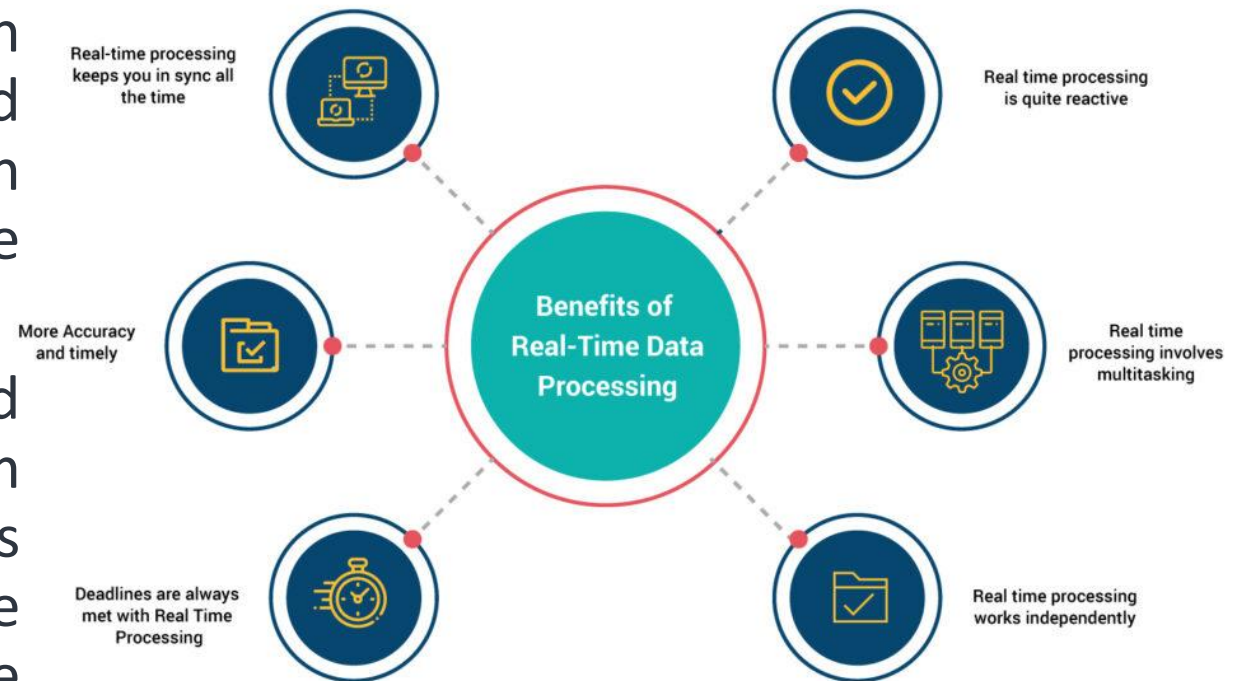 n
d
n
e
d
n
s
e
e
Real-time processing
keeps you in sync all
the time
Real time processing
is quite reactive
More Accuracy
and timely
Benefits of
Real-Time Data
Processing
Real time
processing involves
multitasking
Deadlines are always
met with Real Time
Processing
Real time processing
works independently